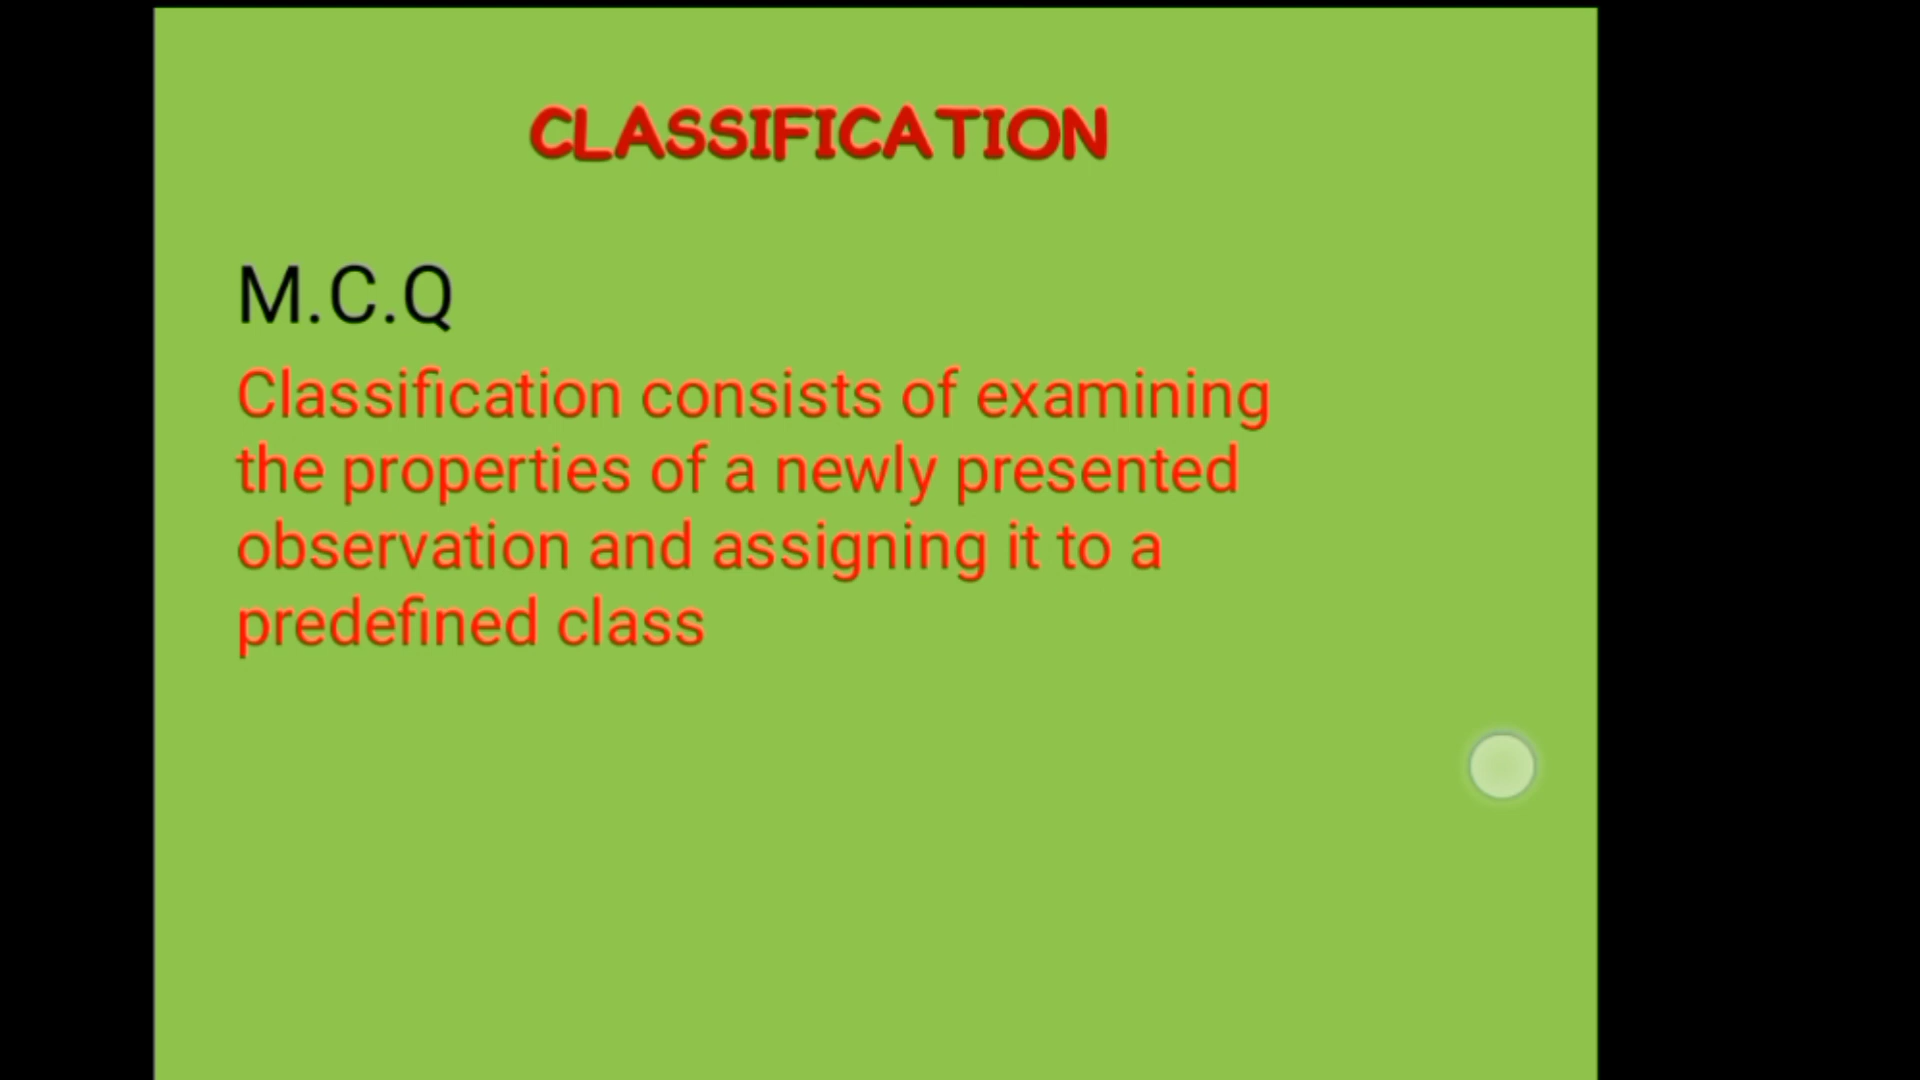 CLASSIFICATION
M.C.Q
Classification consists of examining
the properties of a newly presented
observation and assigning it to a
predefined class